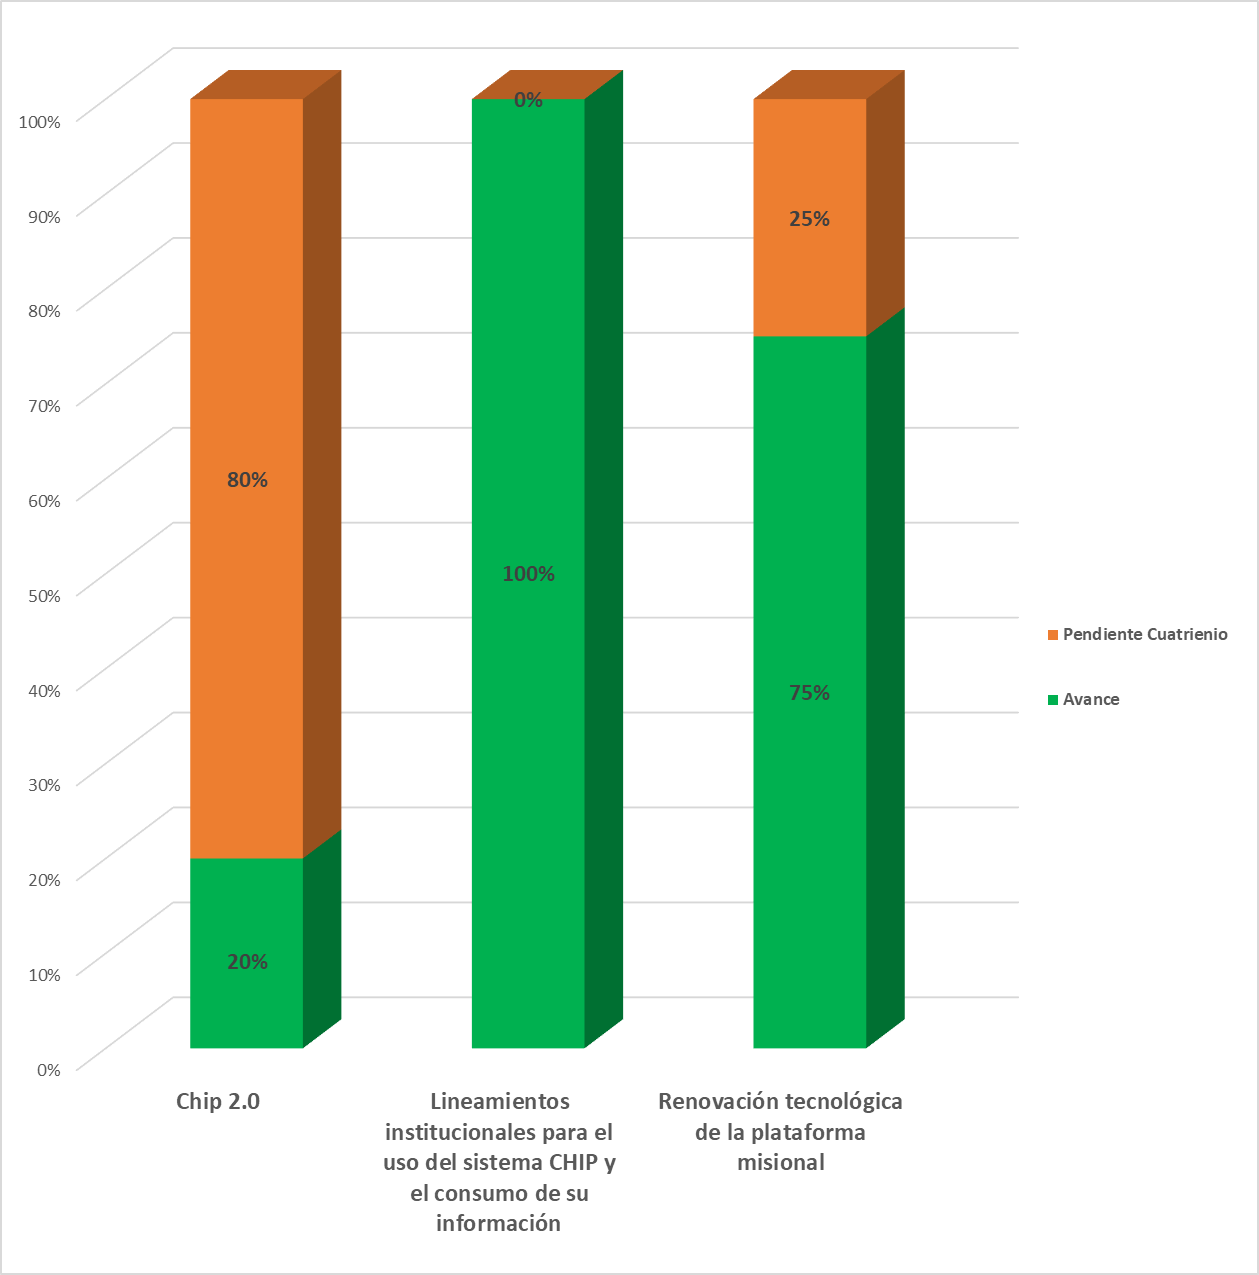 100%
90%
80%
70%
60%
50%
40%
30%
20%
10%
0%
80%
20%
0%
100%
25%
75%
Chip 2.0
Lineamientos
institucionales para el
uso del sistema CHIP y
el consumo de su
información
Renovación tecnológica
de la plataforma
misional
Pendiente Cuatrienio
Avance